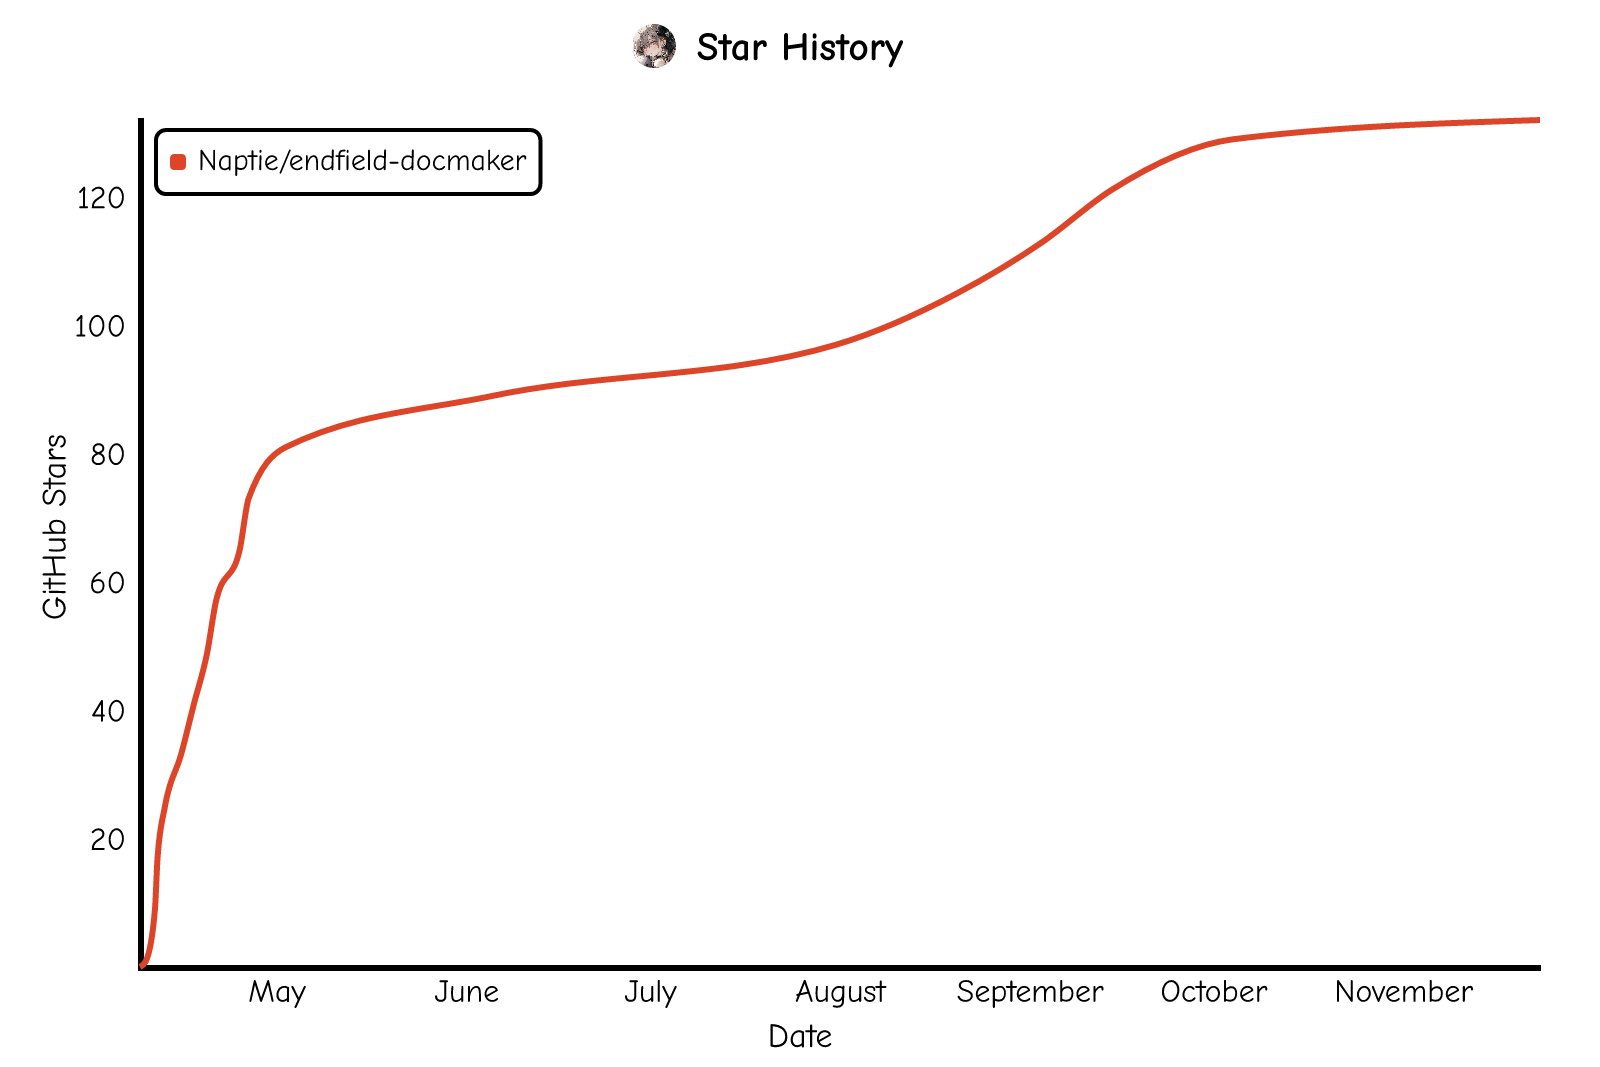 Star History
Naptie/endfield-docmaker
120
100
80
60
40
20
GitHub Stars
May June July August September October November
Date